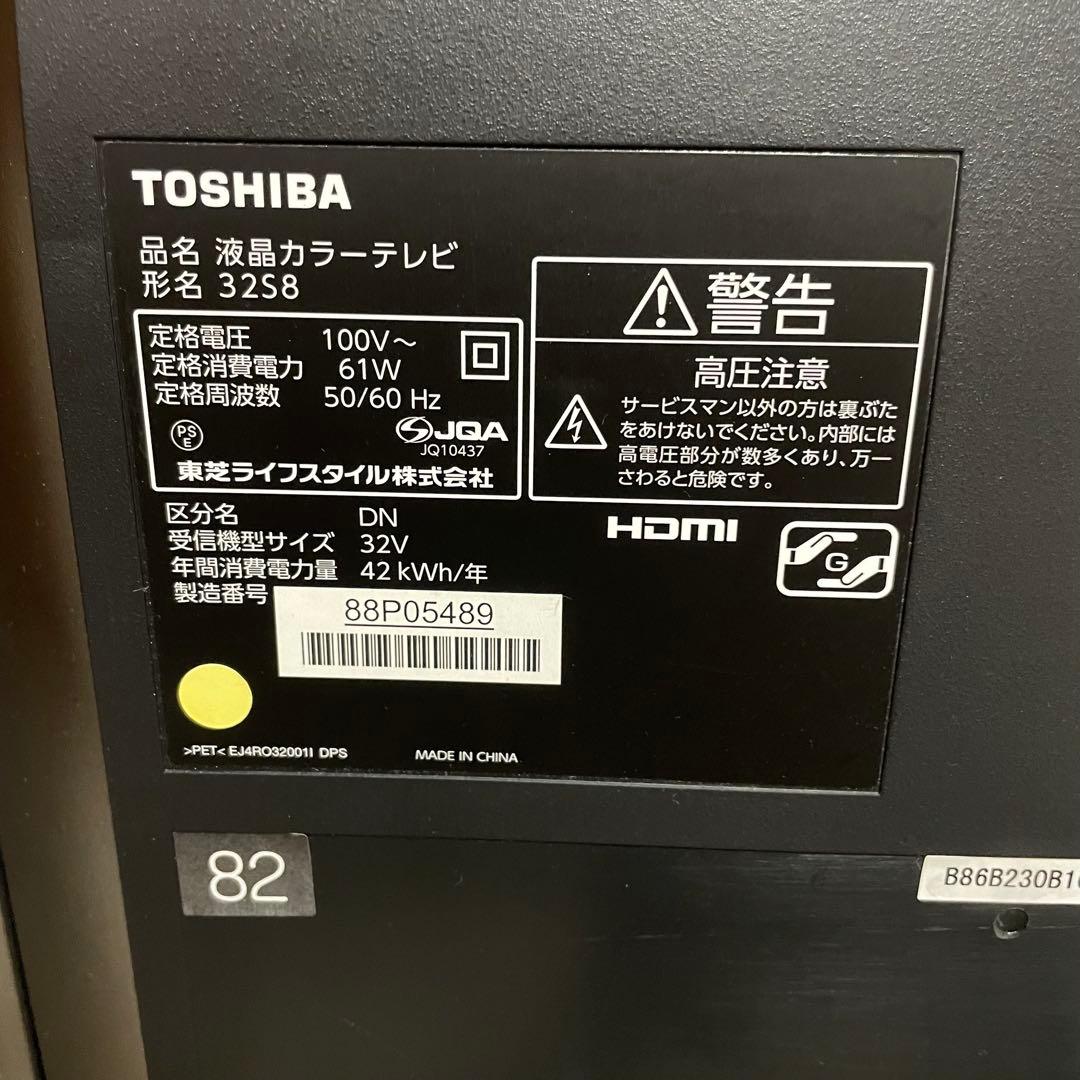 TOSHIBA
品名 液晶カラーテレビ
形名 32S8
定格電圧 100V～
定格消費電力 61W
定格周波数 50/60 Hz
PS
E
JQA
JQ10437
東芝ライフスタイル株式会社
警告
高圧注意
サービスマン以外の方は裏ぶた
をあけないでください。内部には
高電圧部分が数多くあり、万一
さわると危険です。
区分名 DN
受信機型サイズ 32V
年間消費電力量 42 kWh/年
製造番号
88P05489
HDMI
G
>PET< EJ4RO32001I DPS
MADE IN CHINA
82